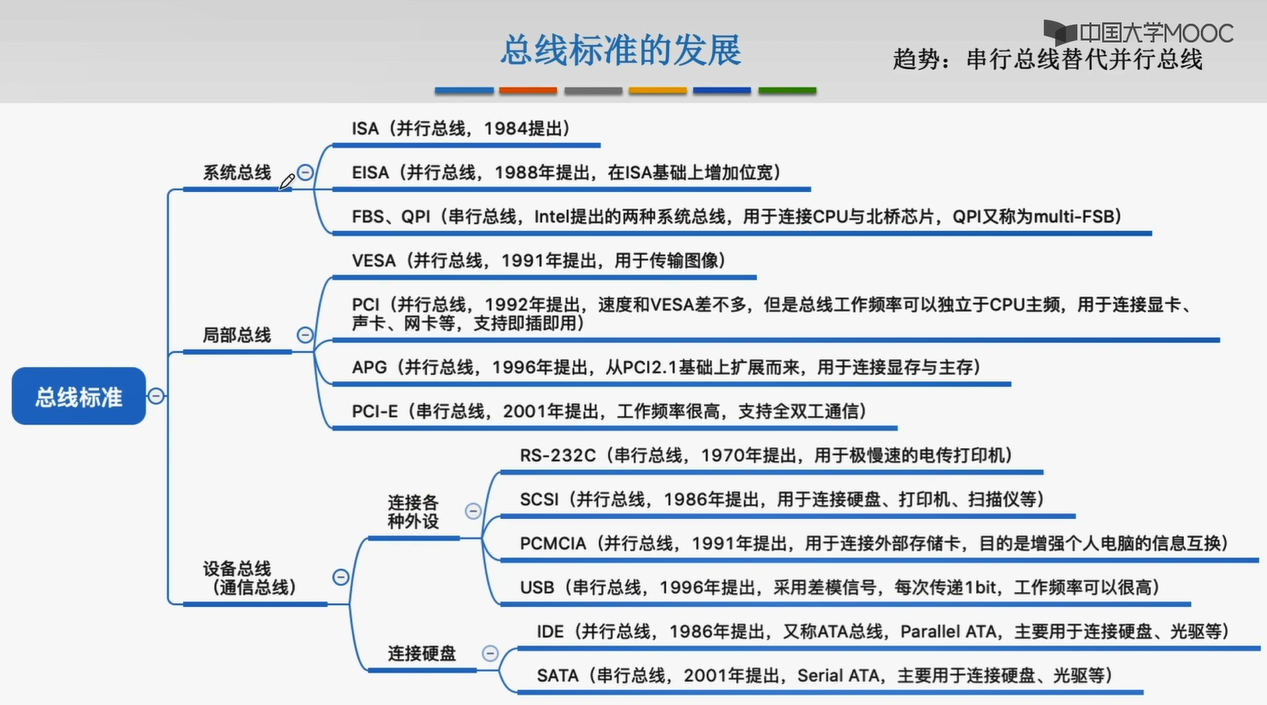 中国大学MOOC
总线标准的发展
趋势：串行总线替代并行总线
总线标准
系统总线
ISA（并行总线，1984提出）
EISA（并行总线，1988年提出，在ISA基础上增加位宽）
FBS、QPI（串行总线，Intel提出的两种系统总线，用于连接CPU与北桥芯片，QPI又称为multi-FSB）
局部总线
VESA（并行总线，1991年提出，用于传输图像）
PCI（并行总线，1992年提出，速度和VESA差不多，但是总线工作频率可以独立于CPU主频，用于连接显卡、
声卡、网卡等，支持即插即用）
APG（并行总线，1996年提出，从PCI2.1基础上扩展而来，用于连接显存与主存）
PCI-E（串行总线，2001年提出，工作频率很高，支持全双工通信）
设备总线
（通信总线）
连接各
种外设
RS-232C（串行总线，1970年提出，用于极慢速的电传打印机）
SCSI（并行总线，1986年提出，用于连接硬盘、打印机、扫描仪等）
PCMCIA（并行总线，1991年提出，用于连接外部存储卡，目的是增强个人电脑的信息互换）
USB（串行总线，1996年提出，采用差模信号，每次传递1bit，工作频率可以很高）
连接硬盘
IDE（并行总线，1986年提出，又称ATA总线，Parallel ATA，主要用于连接硬盘、光驱等）
SATA（串行总线，2001年提出，Serial ATA，主要用于连接硬盘、光驱等）